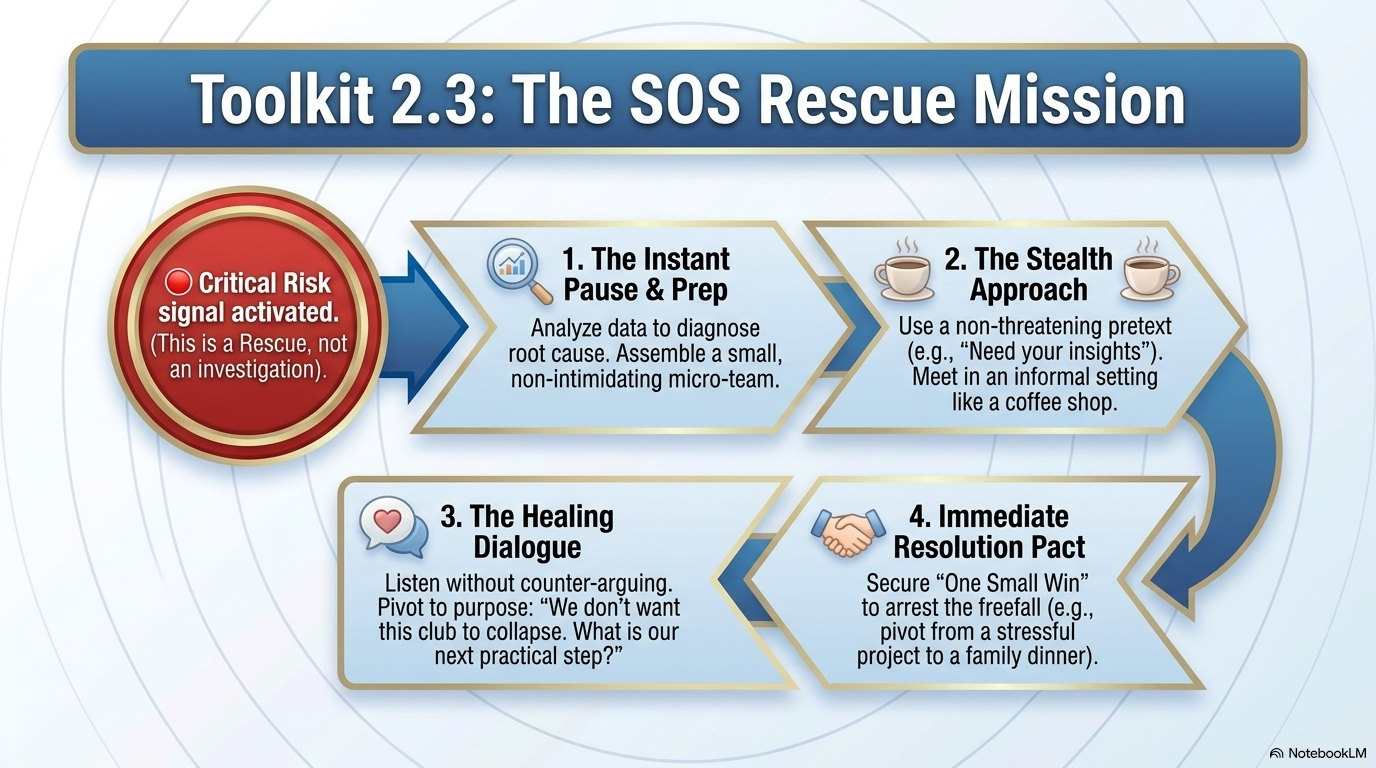 Toolkit 2.3: The SOS Rescue Mission
🔴 Critical Risk
signal activated.
(This is a Rescue, not
an investigation).
1. The Instant
Pause & Prep
Analyze data to diagnose
root cause. Assemble a small,
non-intimidating micro-team.
2. The Stealth
Approach
Use a non-threatening pretext
(e.g., “Need your insights”).
Meet in an informal setting
like a coffee shop.
3. The Healing
Dialogue
Listen without counter-arguing.
Pivot to purpose: “We don’t want
this club to collapse. What is our
next practical step?”
4. Immediate
Resolution Pact
Secure “One Small Win”
to arrest the freefall (e.g.,
pivot from a stressful
project to a family dinner).
NotebookLM